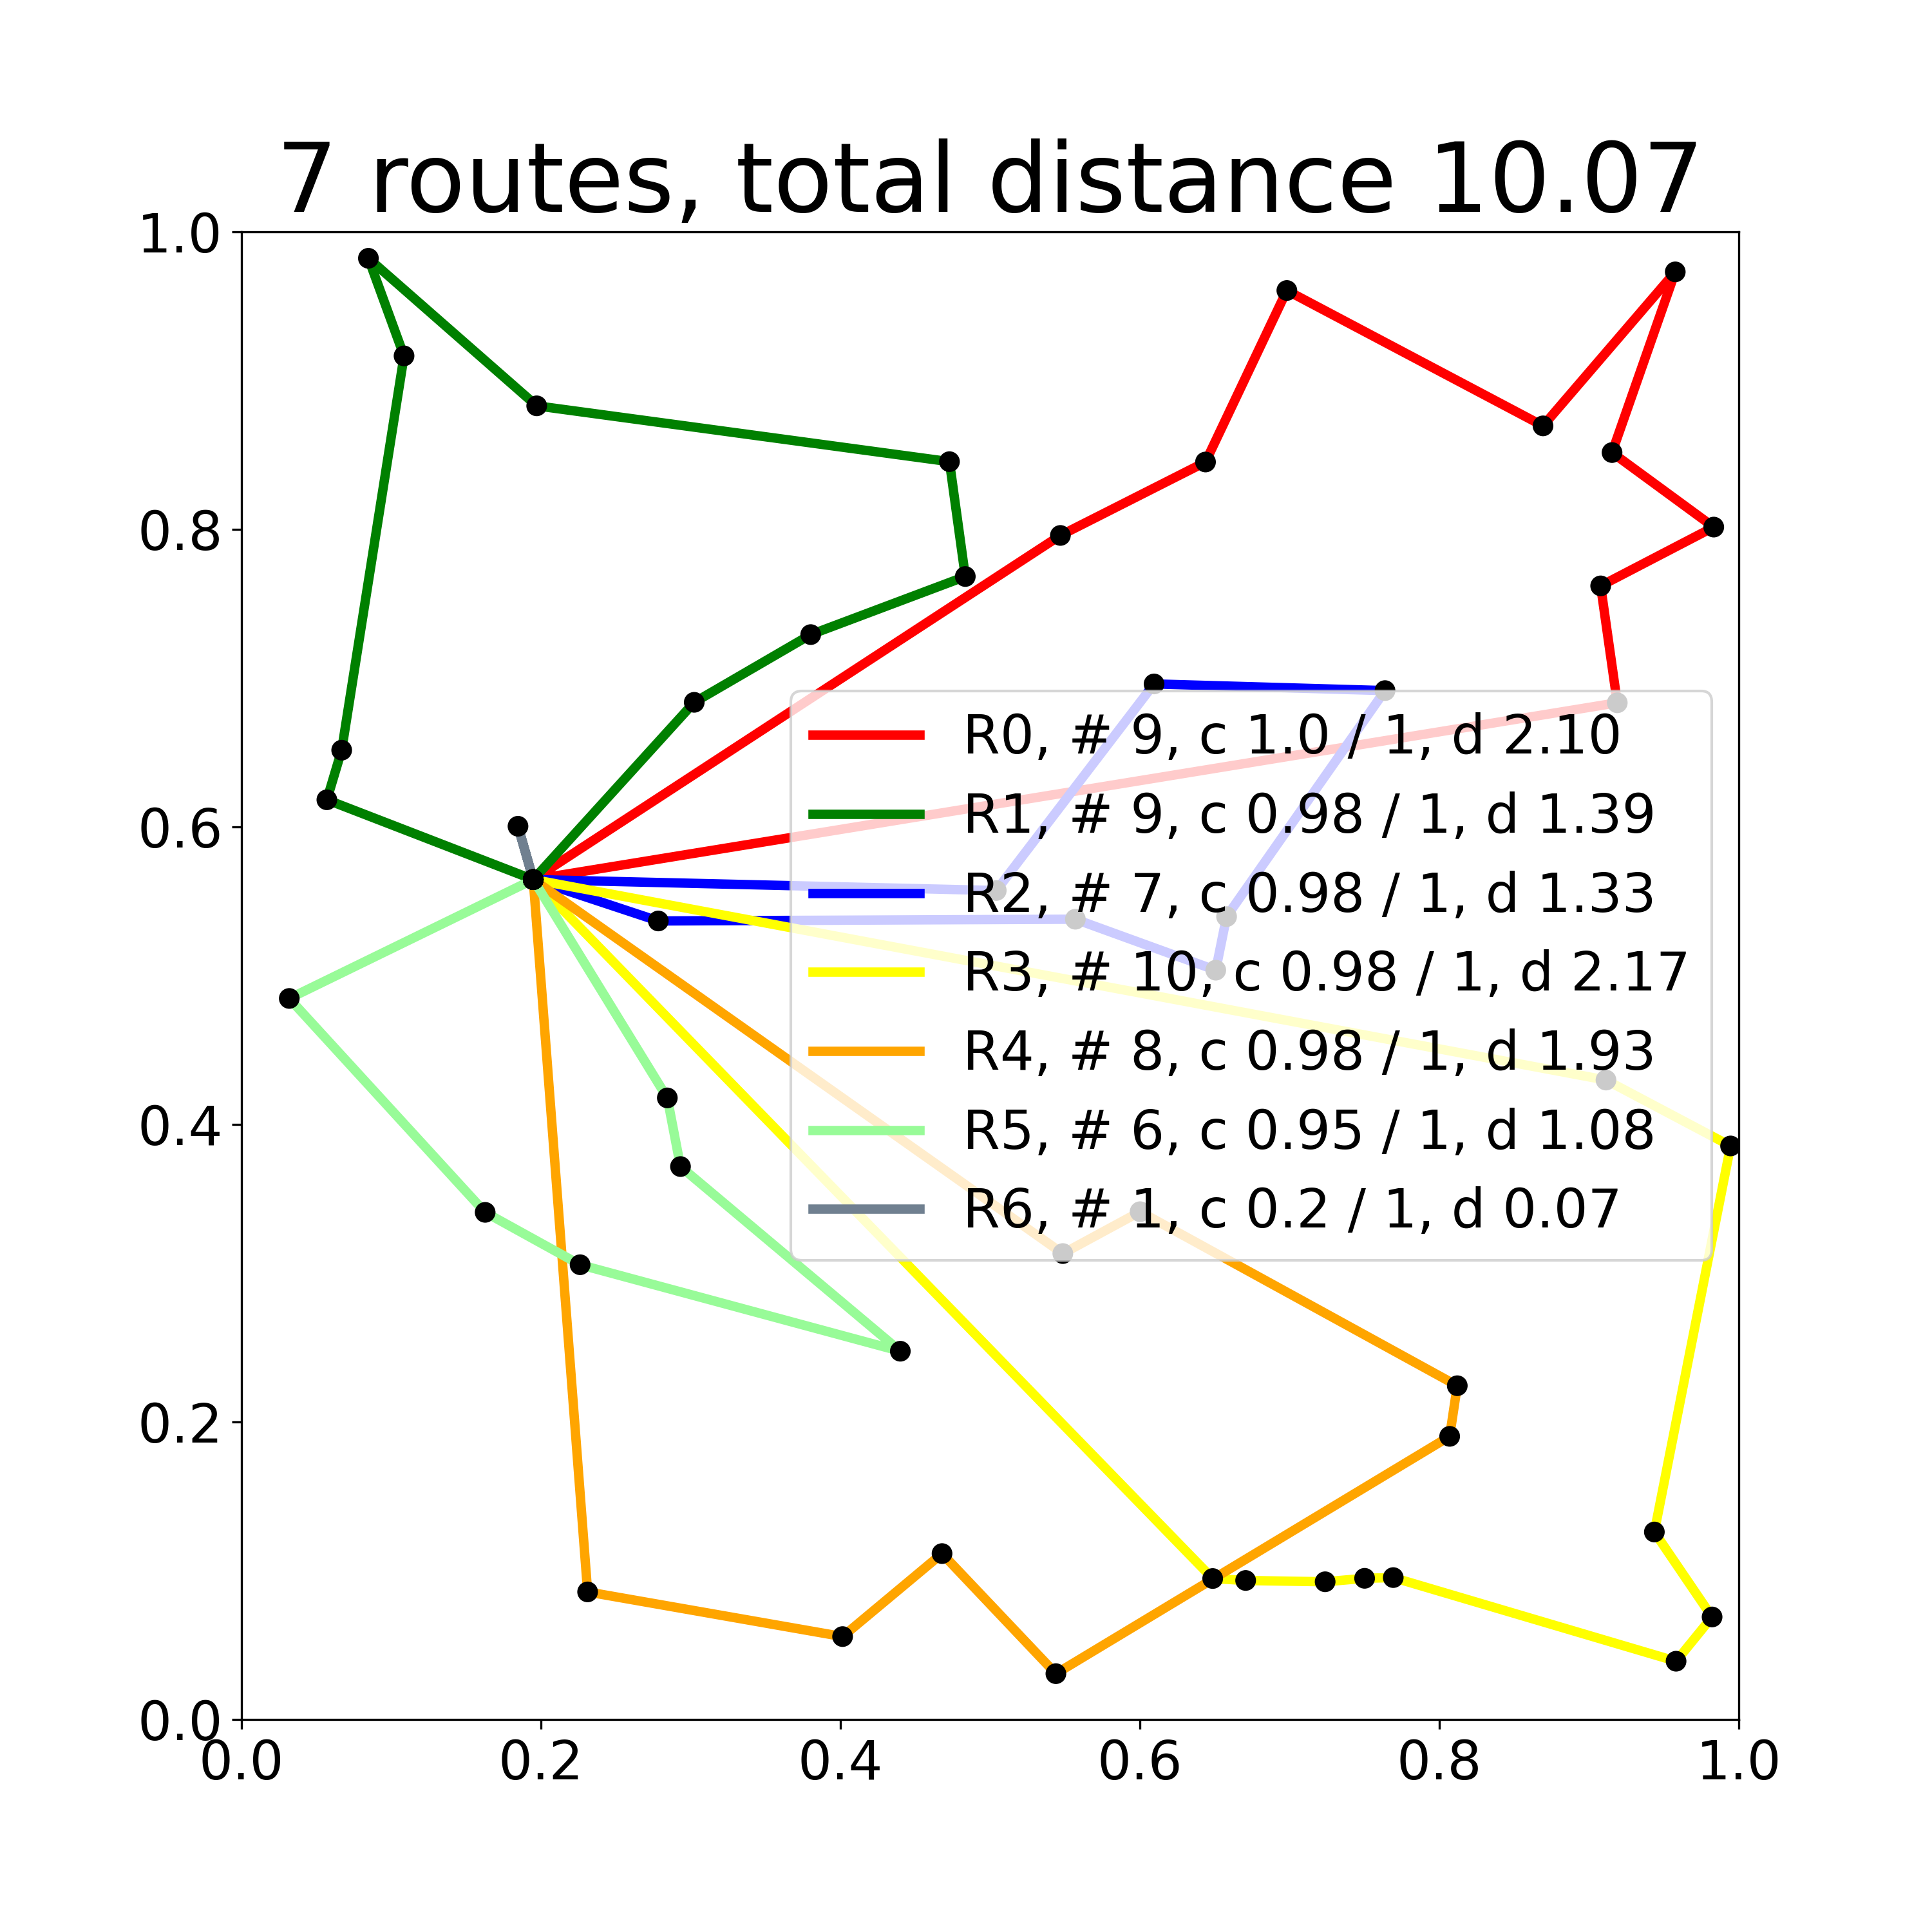 7 routes, total distance 10.07
1.0
0.8
0.6
0.4
0.2
0.0
R0, # 9, c 1.0 / 1, d 2.10
R1, # 9, c 0.98 / 1, d 1.39
R2, # 7, c 0.98 / 1, d 1.33
R3, # 10, c 0.98 / 1, d 2.17
R4, # 8, c 0.98 / 1, d 1.93
R5, # 6, c 0.95 / 1, d 1.08
R6, # 1, c 0.2 / 1, d 0.07
0.0 0.2 0.4 0.6 0.8 1.0